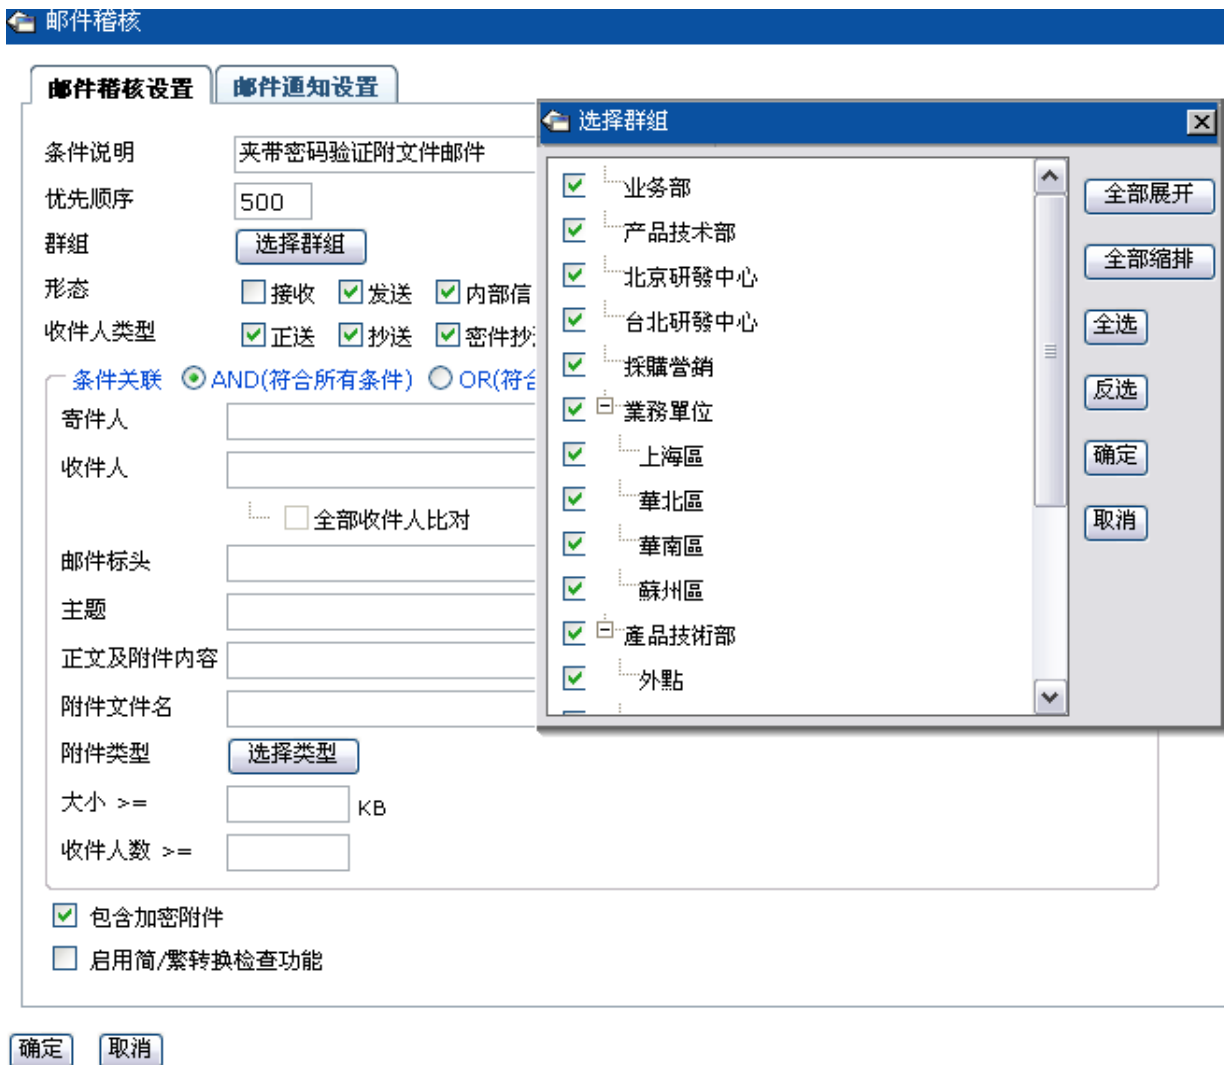 邮件稽核
邮件稽核设置 邮件通知设置
条件说明 夹带密码验证附文件邮件
优先顺序 500
群组 选择群组
形态 接收 发送 内部信
收件人类型 正送 抄送 密件抄
条件关联 AND(符合所有条件) OR(符合
寄件人
收件人
全部收件人比对
邮件标头
主题
正文及附件内容
附件文件名
附件类型 选择类型
大小 >= KB
收件人数 >=
包含加密附件
启用简/繁转换检查功能
确定 取消
选择群组
业务部
产品技术部
北京研發中心
台北研發中心
採購營銷
業務單位
上海區
華北區
華南區
蘇州區
產品技術部
外點
全部展开
全部缩排
全选
反选
确定
取消